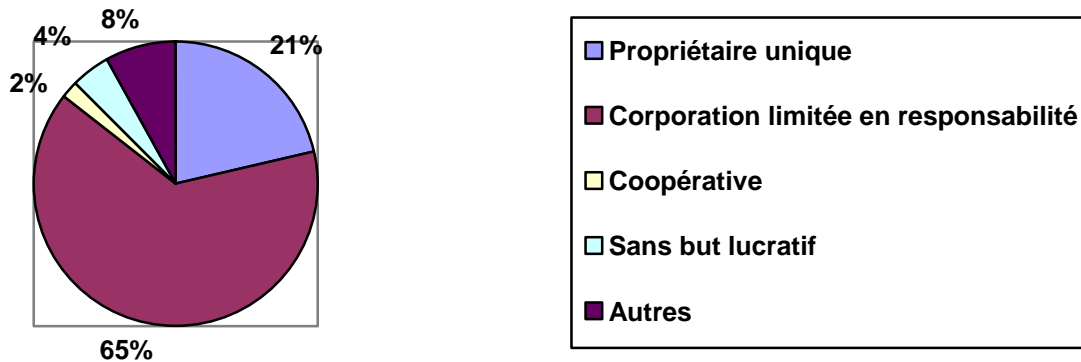 8%
4%
21%
2%
65%
Propriétaire unique
Corporation limitée en responsabilité
Coopérative
Sans but lucratif
Autres